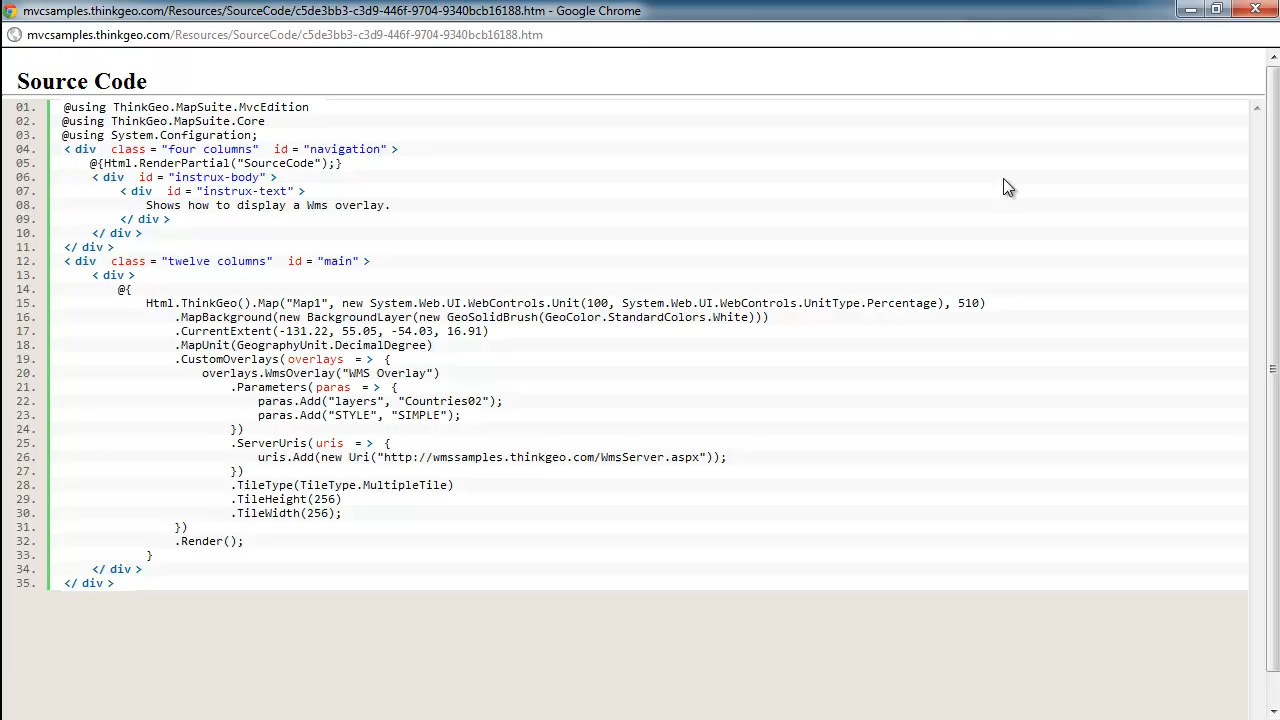 mvcsamples.thinkgeo.com/Resources/SourceCode/c5de3bb3-c3d9-446f-9704-9340bcb16188.htm - Google Chrome
mvcsamples.thinkgeo.com/Resources/SourceCode/c5de3bb3-c3d9-446f-9704-9340bcb16188.htm
Source Code
01. @using ThinkGeo.MapSuite.MvcEdition
02. @using ThinkGeo.MapSuite.Core
03. @using System.Configuration;
04. <div class="four columns" id="navigation">
05. @{Html.RenderPartial("SourceCode");}
06. <div id="instrux-body">
07. <div id="instrux-text">
08. Shows how to display a Wms overlay.
09. </div>
10. </div>
11. </div>
12. <div class="twelve columns" id="main">
13. <div>
14. @{
15. Html.ThinkGeo().Map("Map1", new System.Web.UI.WebControls.Unit(100, System.Web.UI.WebControls.UnitType.Percentage), 510)
16. .MapBackground(new BackgroundLayer(new GeoSolidBrush(GeoColor.StandardColors.White)))
17. .CurrentExtent(-131.22, 55.05, -54.03, 16.91)
18. .MapUnit(GeographyUnit.DecimalDegree)
19. .CustomOverlays(overlays => {
20. overlays.WmsOverlay("WMS Overlay")
21. .Parameters(paras => {
22. paras.Add("layers", "Countries02");
23. paras.Add("STYLE", "SIMPLE");
24. })
25. .ServerUris(uris => {
26. uris.Add(new Uri("http://wmssamples.thinkgeo.com/WmsServer.aspx"));
27. })
28. .TileType(TileType.MultipleTile)
29. .TileHeight(256)
30. .TileWidth(256);
31. })
32. .Render();
33. }
34. </div>
35. </div>